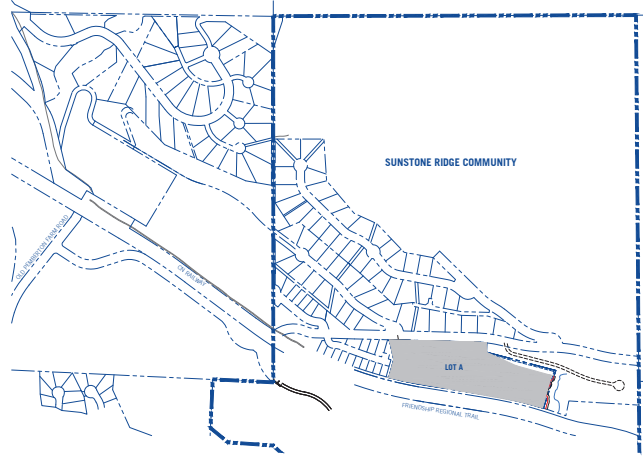 SUNSTONE RIDGE COMMUNITY
OLD PEMBERTON FARM ROAD
CN RAILWAY
LOT A
FRIENDSHIP REGIONAL TRAIL